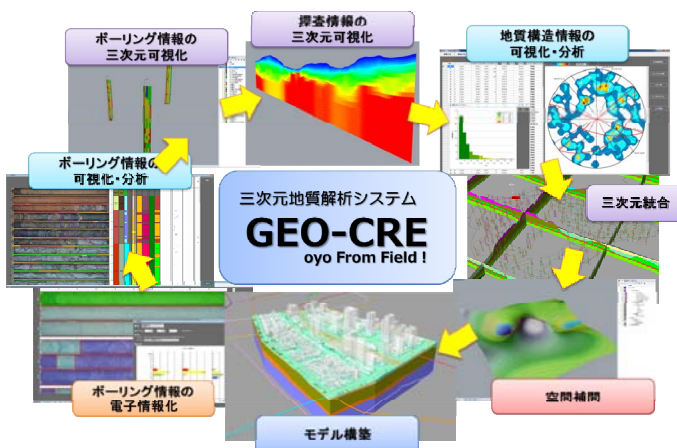 ボーリング情報の
三次元可視化
探査情報の
三次元可視化
地質構造情報の
可視化・分析
ボーリング情報の
可視化・分析
三次元地質解析システム
GEO-CRE
oyo From Field !
三次元統合
ボーリング情報の
電子情報化
モデル構築
空間補間